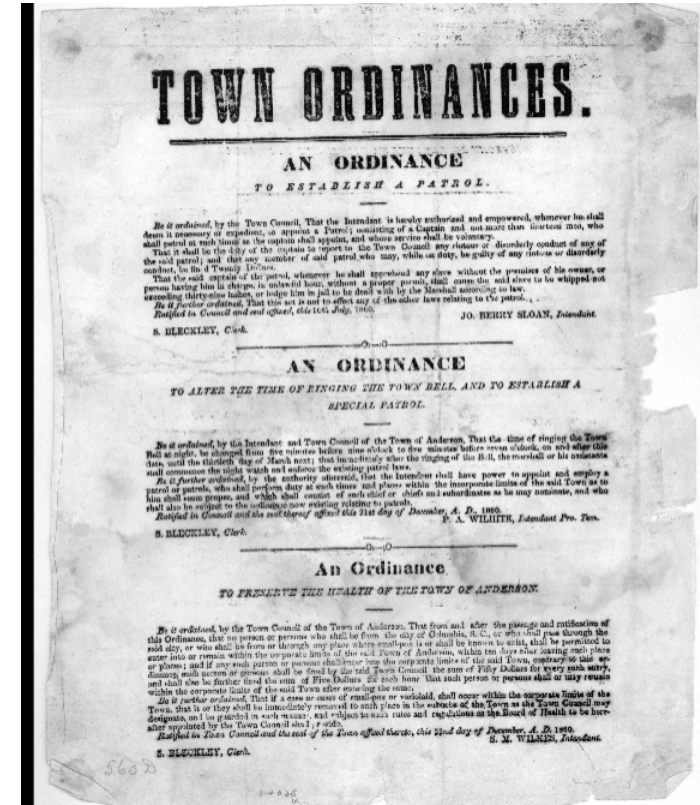 TOWN ORDINANCES.
AN ORDINANCE
TO ESTABLISH A PATROL.
Be it ordained, by the Town Council, That the Intendant is hereby authorized and empowered, whenever he shall
deem it necessary or expedient, to appoint a Patrol; consisting of a Captain and not more than fourteen men, who
shall patrol at such times as the captain shall appoint, and whose service shall be voluntary.
That it shall be the duty of the captain to report to the Town Council any riotous or disorderly conduct of any of
the said patrol; and that any member of said patrol who may, while on duty, be guilty of any riotous or disorderly
conduct, be fined Twenty Dollars.
That the said captain of the patrol, whenever he shall apprehend any slave without the premises of his owner, or
person having him in charge, in unlawful hour, without a proper permit, shall cause the said slave to be whipped not
exceeding thirty-nine lashes, or lodge him in jail to be dealt with by the Marshall according to law.
Be it further ordained, That this act is not to effect any of the other laws relating to the patrol.
Ratified in Council and seal affixed, this 16th July, 1860.
JO. BERRY SLOAN, Intendant.
S. BLECKLEY, Clerk.
AN ORDINANCE
TO ALTER THE TIME OF RINGING THE TOWN BELL, AND TO ESTABLISH A
SPECIAL PATROL.
Be it ordained, by the Intendant and Town Council of the Town of Anderson, That the time of ringing the Town
Bell at night, be changed from five minutes before nine o'clock to five minutes before seven o'clock, on and after this
date, until the thirtieth day of March next; that immediately after the ringing of the Bell, the marshall or his assistants
shall commence the night watch and enforce the existing patrol laws.
Be it further ordained, by the authority aforesaid, that the Intendent shall have power to appoint and employ a
patrol or patrols, who shall perform duty at such times and places within the incorporate limits of the said Town as to
him shall seem proper, and which shall consist of such chief or chiefs and subordinates as he may nominate, and who
shall also be subject to the ordinance now existing relating to patrols.
Ratified in Council and the seal thereof affixed this 21st day of December, A. D., 1860.
P. A. WILHITE, Intendant Pro. Tem.
S. BLECKLEY, Clerk.
An Ordinance
TO PRESERVE THE HEALTH OF THE TOWN OF ANDERSON.
Be it ordained, by the Town Council of the Town of Anderson, That from and after the passage and ratification of
this Ordinance, that no person or persons who shall be from the city of Columbia, S. C., or who shall pass through the
said city, or who shall be from or through any place where small-pox is or shall be known to exist, shall be permitted to
enter into or remain within the corporate limits of the said Town of Anderson, within ten days after leaving such place
or places; and if any such person or persons shall enter into the corporate limits of the said Town, contrary to this or-
dinance, such person or persons shall be fined by the said Town Council the sum of Fifty Dollars for every such entry,
and shall also be further fined the sum of Five Dollars for each hour that such person or persons shall or may remain
within the corporate limits of the said Town after entering the same.
Be it further ordained, That if a case or cases of small-pox or varioloid, shall occur within the corporate limits of the
Town, that it or they shall be immediately removed to such place in the suburbs of the Town as the Town Council may
designate, and be guarded in such manner, and subject to such rules and regulations as the Board of Health to be here-
after appointed by the Town Council shall provide.
Ratified in Town Council and the seal of the Town affixed thereto, this 22nd day of December, A. D. 1860.
S. M. WILKES, Intendant.
S. BLECKLEY, Clerk.
560 D